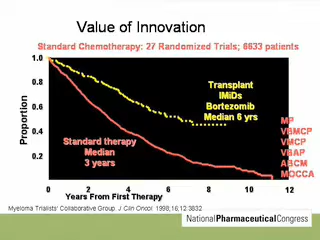 Value of Innovation
Standard Chemotherapy: 27 Randomized Trials; 6633 patients
1.0
0.8
0.6
0.4
0.2
Proportion
Transplant
IMiDs
Bortezomib
Median 6 yrs
Standard therapy
Median
3 years
MP
VBMCP
VMCP
VBAP
ABCM
MOCCA
0
2
4
6
8
10
12
Years From First Therapy
Myeloma Trialists' Collaborative Group. J Clin Oncol. 1998;16:12:3832
National Pharmaceutical Congress